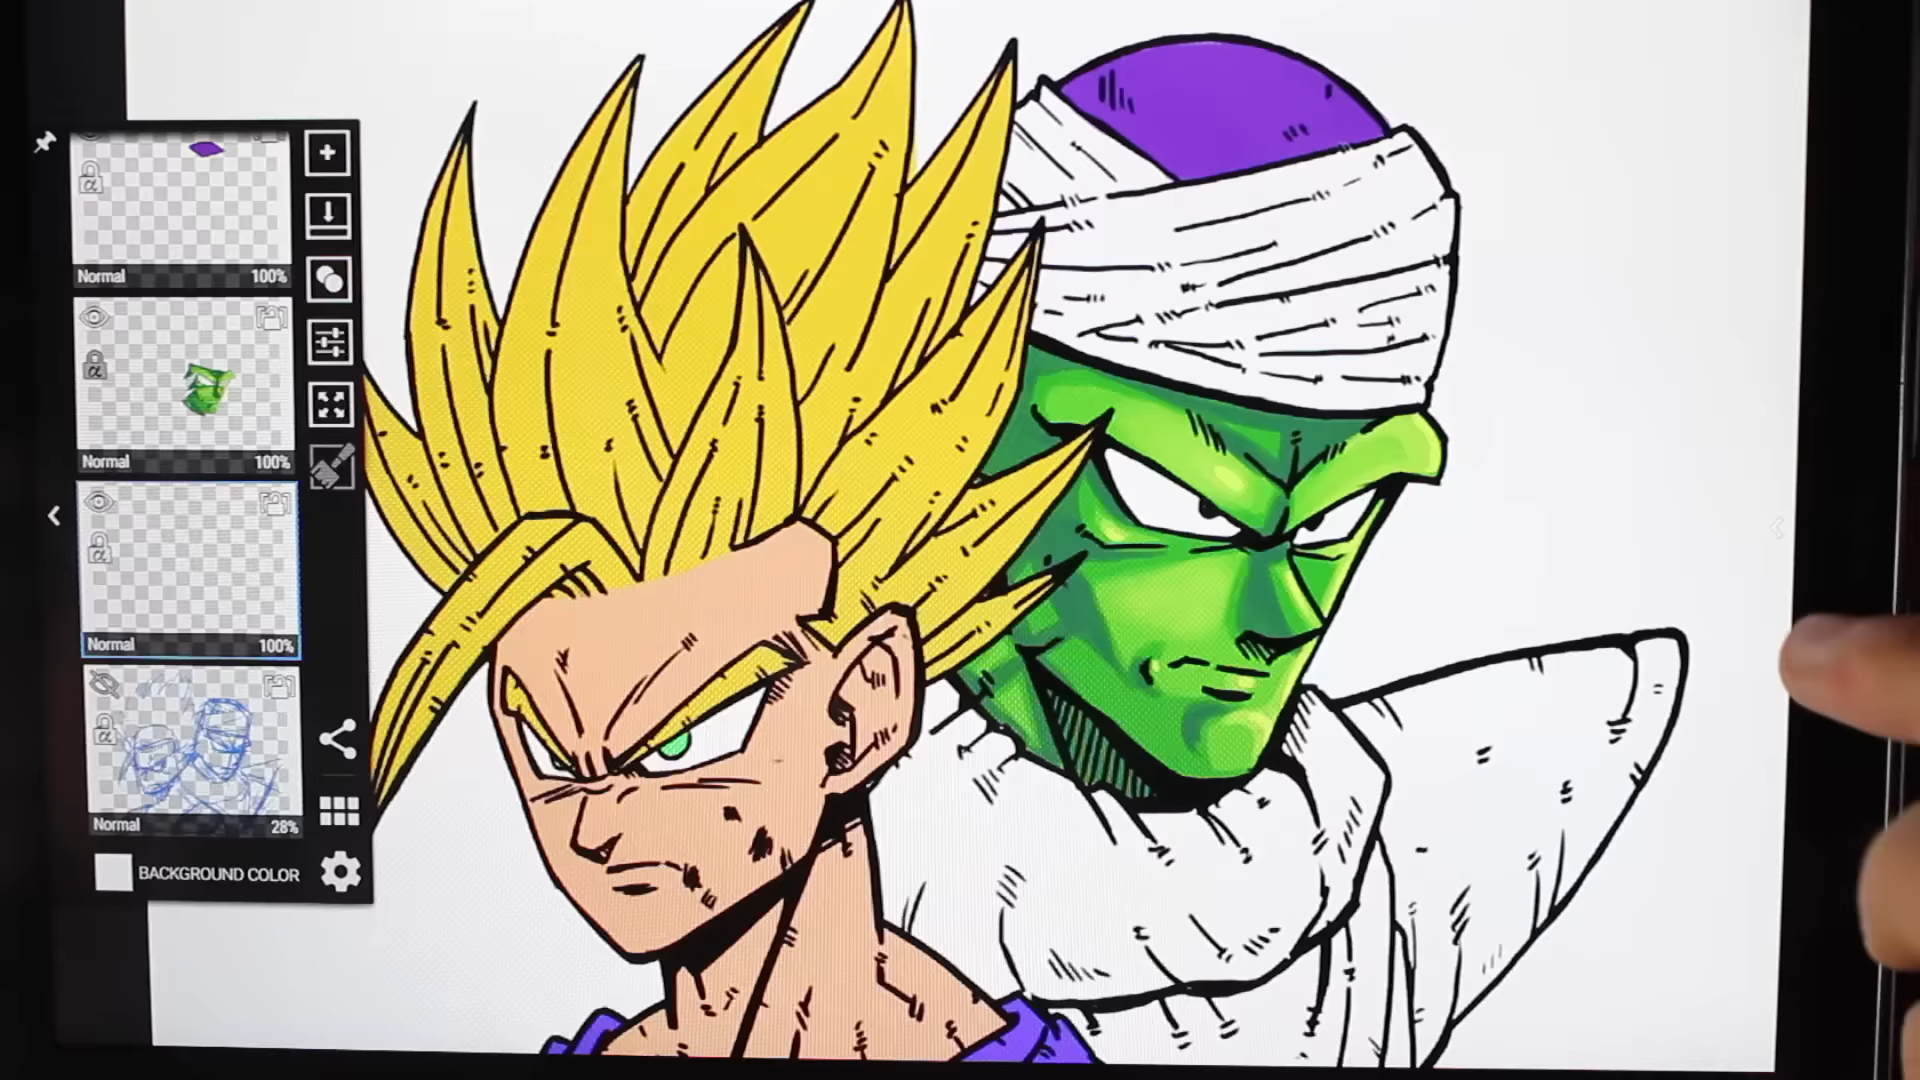 Normal 100%
α
Normal 100%
α
Normal 100%
α
Normal 28%
α
BACKGROUND COLOR